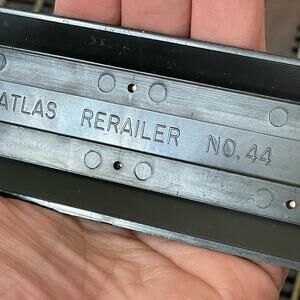 ATLAS RERAILER NO. 44